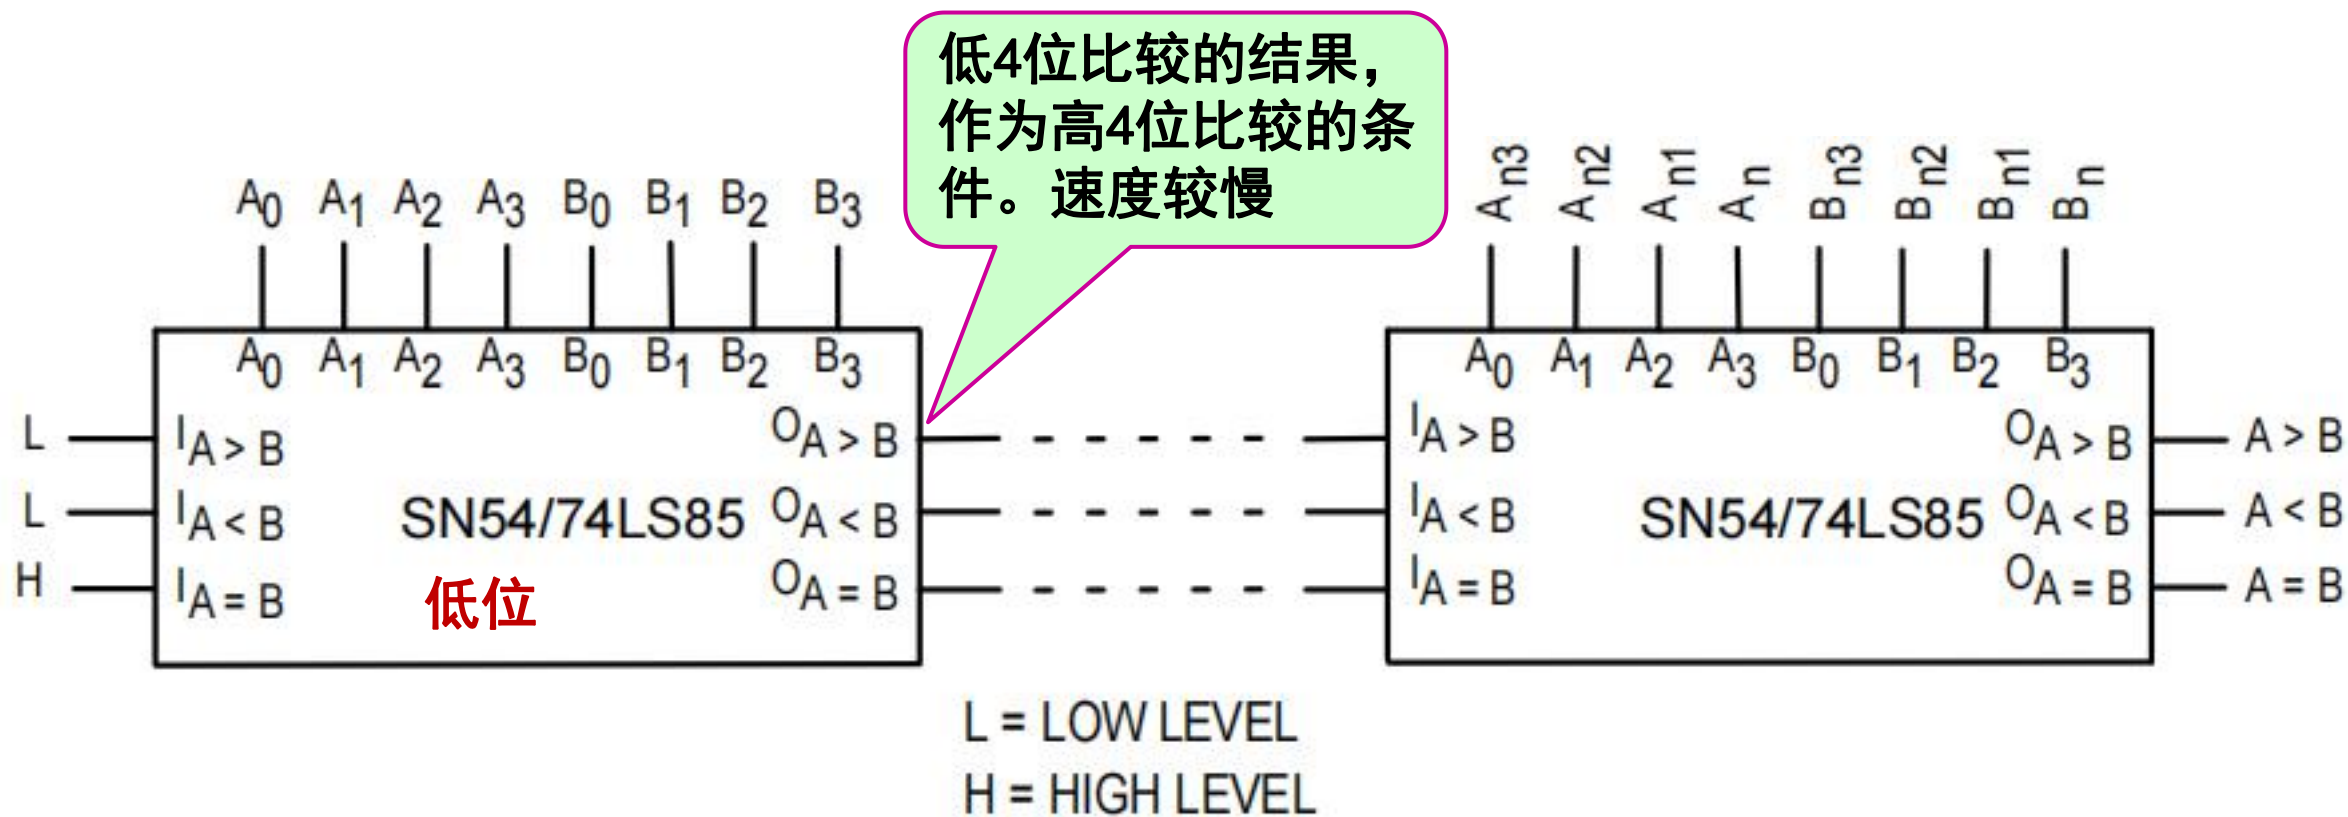 低4位比较的结果，
作为高4位比较的条
件。速度较慢
A0 A1 A2 A3 B0 B1 B2 B3
An3 An2 An1 An Bn3 Bn2 Bn1 Bn
A0 A1 A2 A3 B0 B1 B2 B3
A0 A1 A2 A3 B0 B1 B2 B3
L IA > B OA > B
L IA < B SN54/74LS85 OA < B
H IA = B 低位 OA = B
IA > B OA > B A > B
IA < B SN54/74LS85 OA < B A < B
IA = B OA = B A = B
L = LOW LEVEL
H = HIGH LEVEL